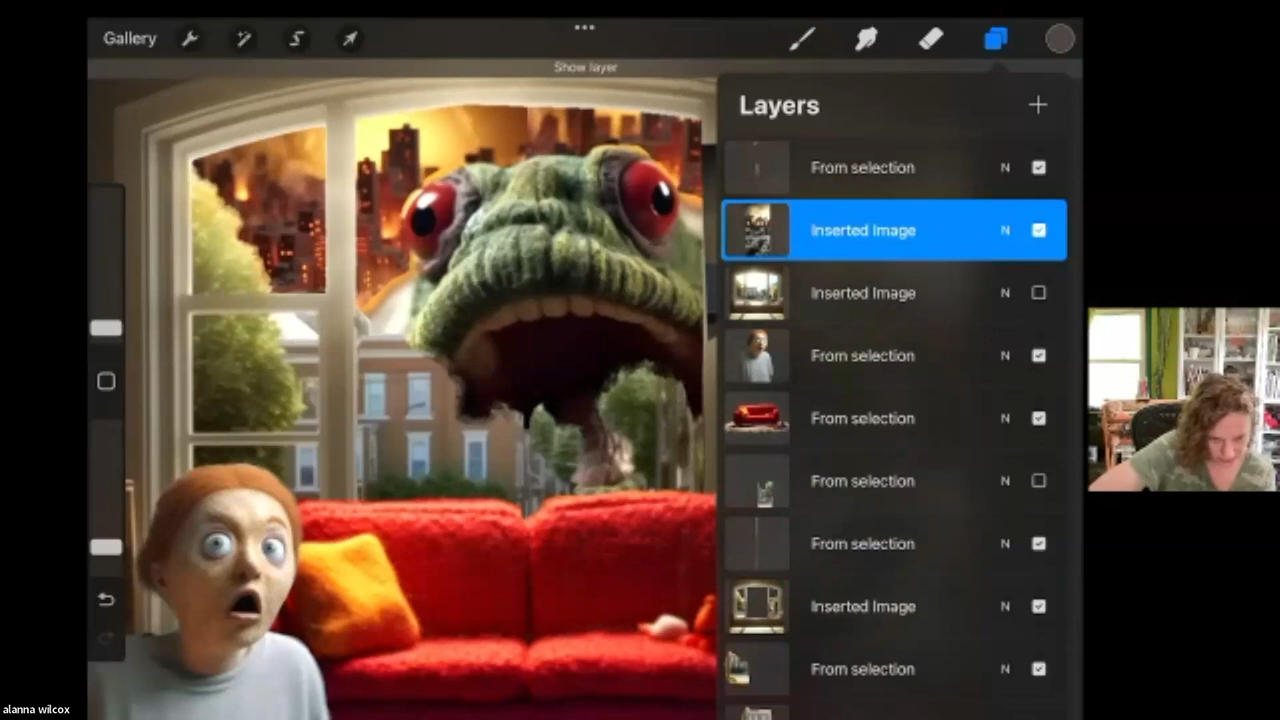 Gallery
Show layer
Layers
From selection N
Inserted Image N
Inserted Image N
From selection N
From selection N
From selection N
From selection N
Inserted Image N
From selection N
alanna wilcox